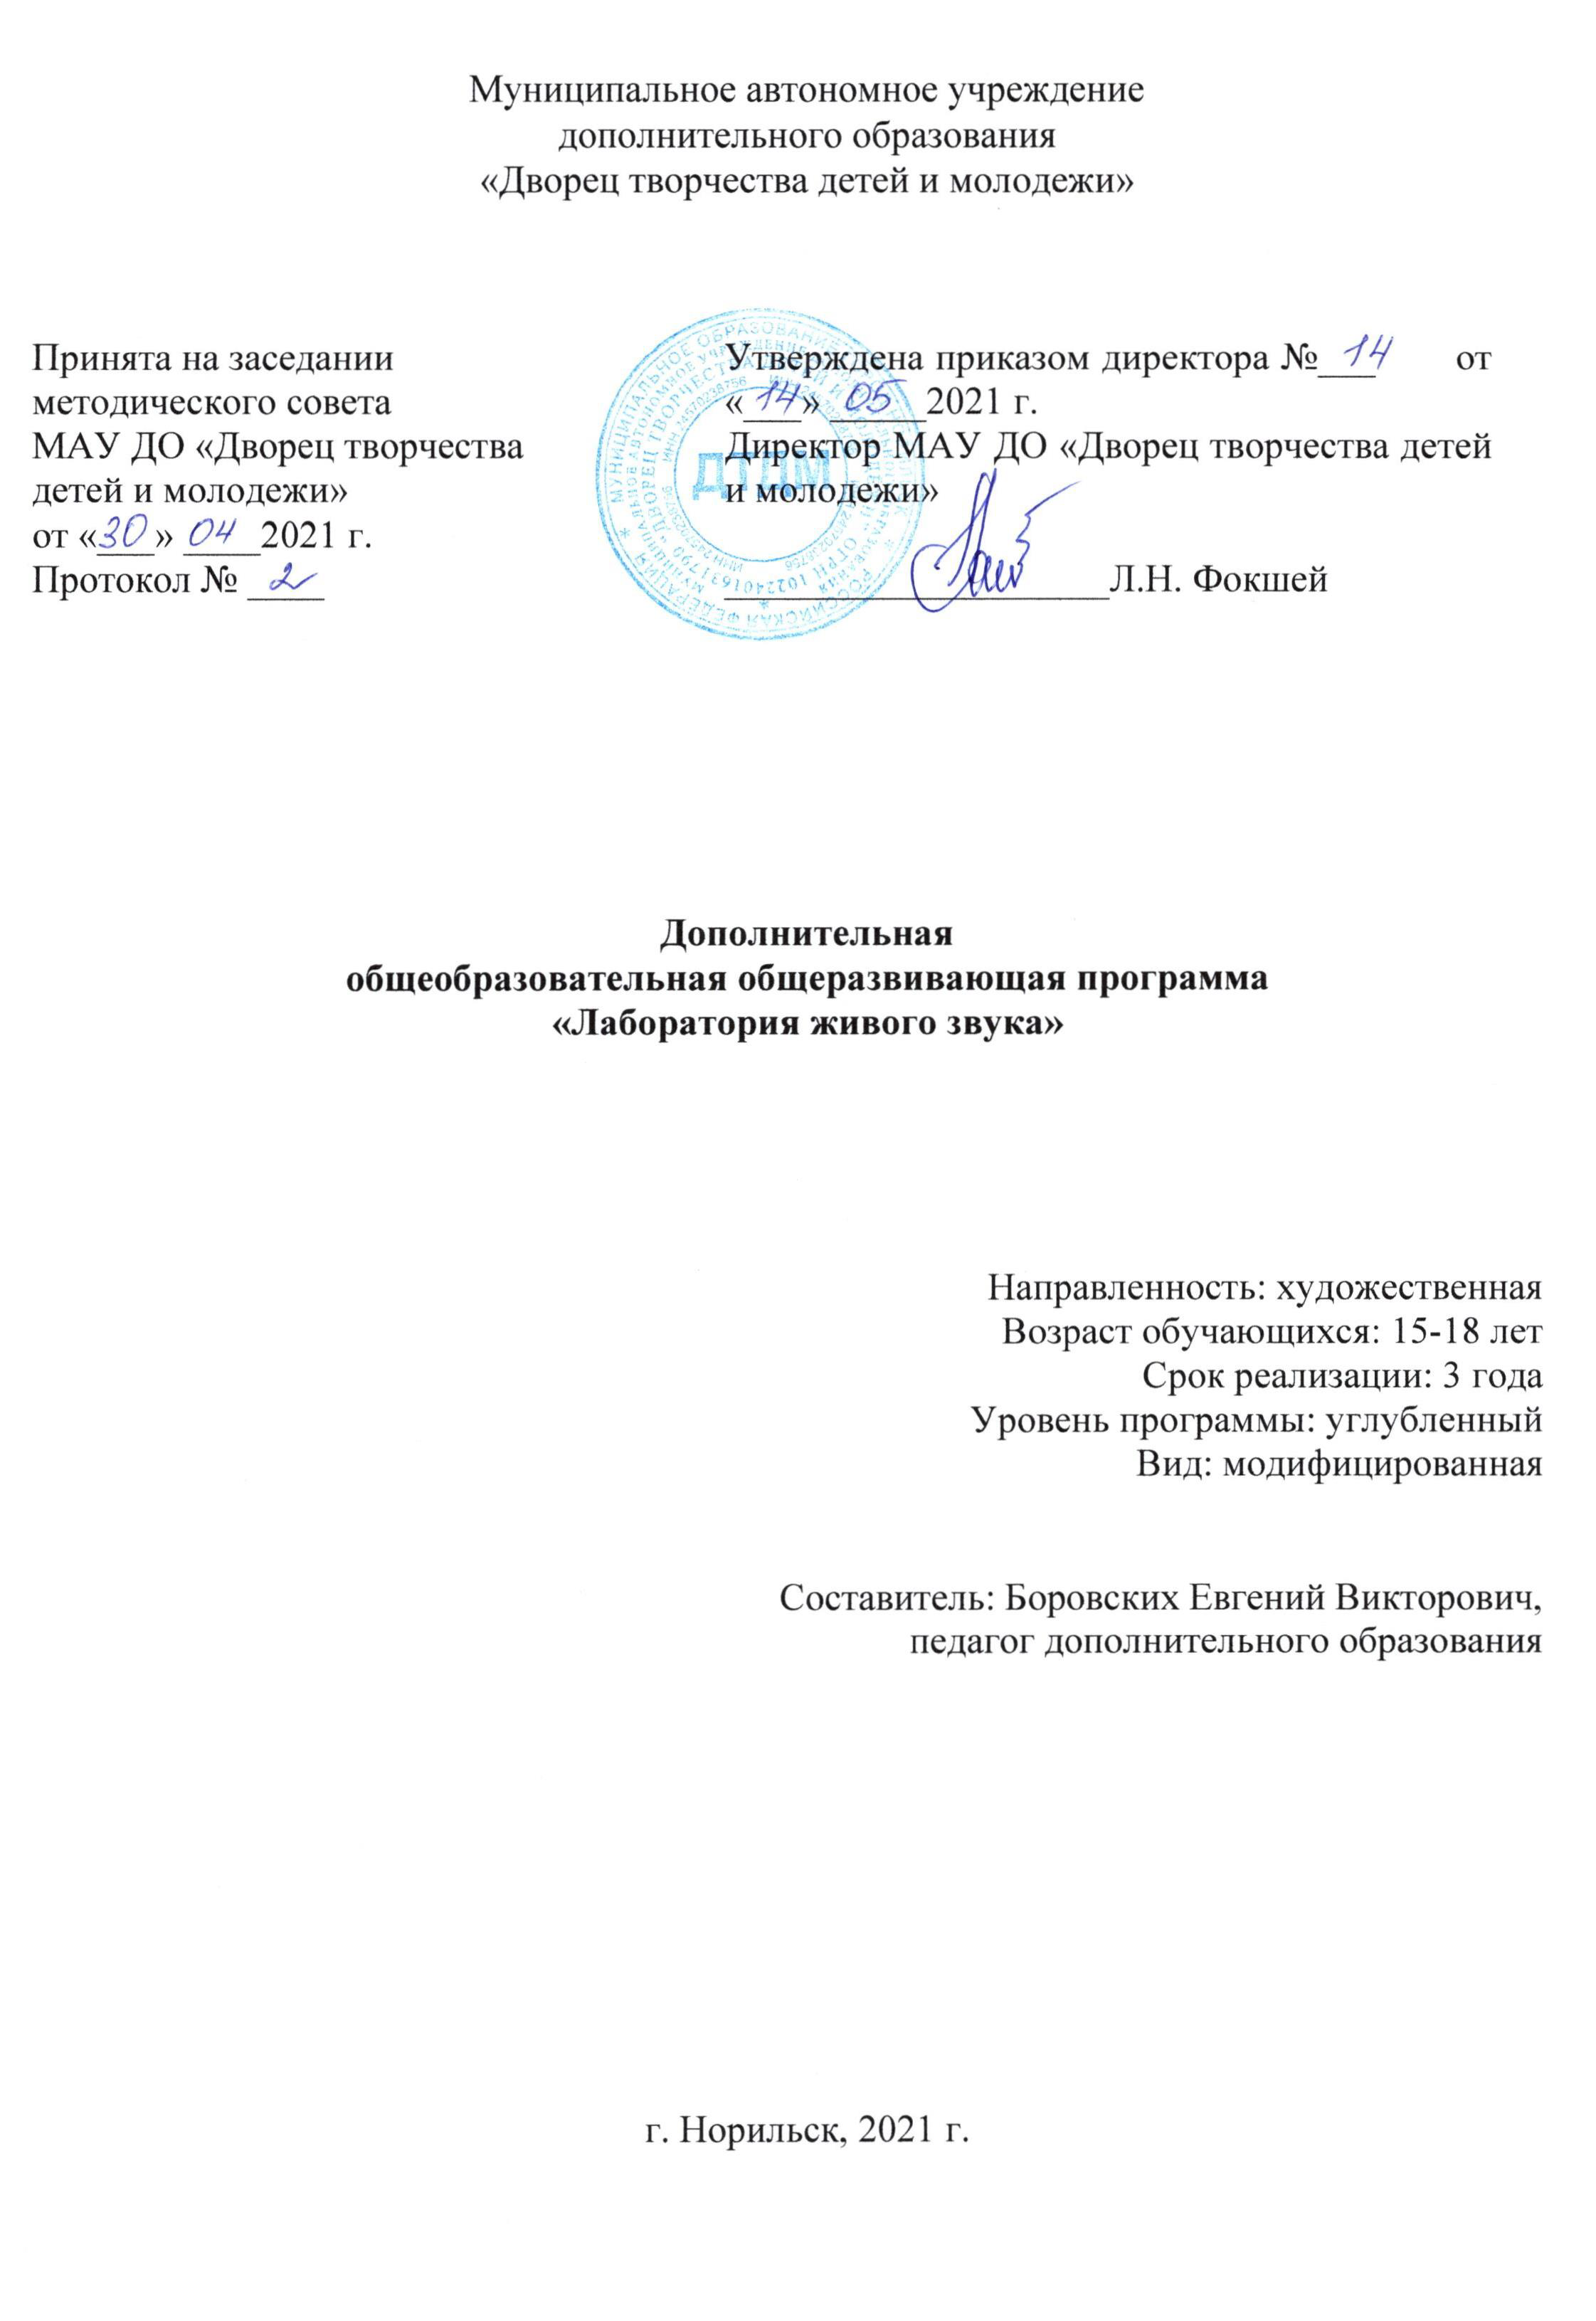 Муниципальное автономное учреждение
дополнительного образования
«Дворец творчества детей и молодежи»
Принята на заседании
методического совета
МАУ ДО «Дворец творчества
детей и молодежи»
от «30» 04 2021 г.
Протокол № 2
Утверждена приказом директора № 14 от
«14» 05 2021 г.
Директор МАУ ДО «Дворец творчества детей
и молодежи»
Л.Н. Фокшей
ДТДМ
Дополнительная
общеобразовательная общеразвивающая программа
«Лаборатория живого звука»
Направленность: художественная
Возраст обучающихся: 15-18 лет
Срок реализации: 3 года
Уровень программы: углубленный
Вид: модифицированная
Составитель: Боровских Евгений Викторович,
педагог дополнительного образования
г. Норильск, 2021 г.